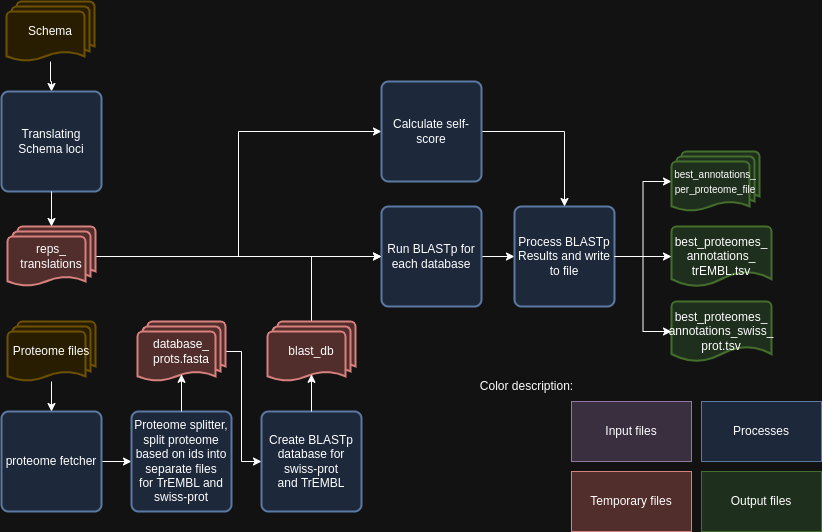 Schema
Translating
Schema loci
Calculate self-
score
reps_
translations
Run BLASTp for
each database
Process BLASTp
Results and write
to file
best_annotations_
per_proteome_file
best_proteomes_
annotations_
trEMBL.tsv
best_proteomes_
annotations_swiss_
prot.tsv
Proteome files
database_
prots.fasta
blast_db
proteome fetcher
Proteome splitter,
split proteome
based on ids into
separate files
for TrEMBL and
swiss-prot
Create BLASTp
database for
swiss-prot
and TrEMBL
Color description:
Input files
Processes
Temporary files
Output files